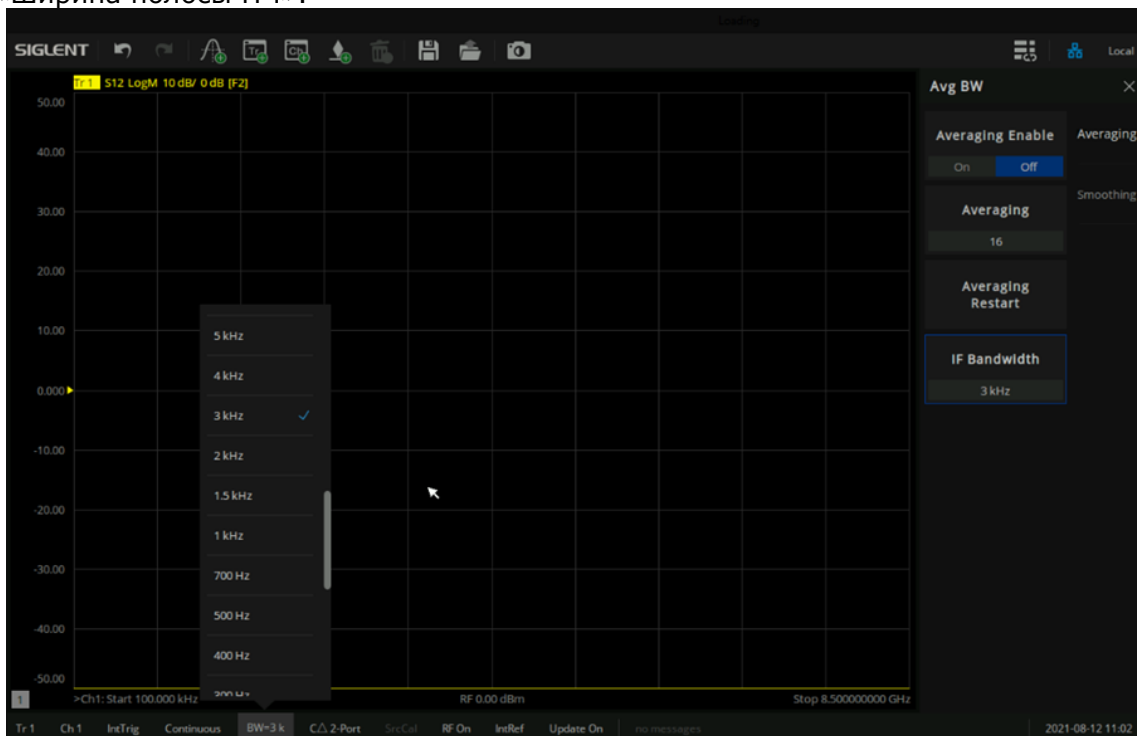 «Ширина полосы ПЧ».
Loading
SIGLENT Tr Ch Local
Tr 1 S12 LogM 10 dB/ 0 dB [F2]
Avg BW
50.00
40.00
30.00
20.00
10.00
0.000
-10.00
-20.00
-30.00
-40.00
-50.00
5 kHz
4 kHz
3 kHz
2 kHz
1.5 kHz
1 kHz
700 Hz
500 Hz
400 Hz
300 Hz
Averaging Enable
On Off
Averaging
16
Averaging
Restart
IF Bandwidth
3 kHz
Averaging
Smoothing
1 >Ch1: Start 100.000 kHz RF 0.00 dBm Stop 8.500000000 GHz
Tr 1 Ch 1 IntTrig Continuous BW=3 k C△ 2-Port SrcCal RF On IntRef Update On no messages 2021-08-12 11:02